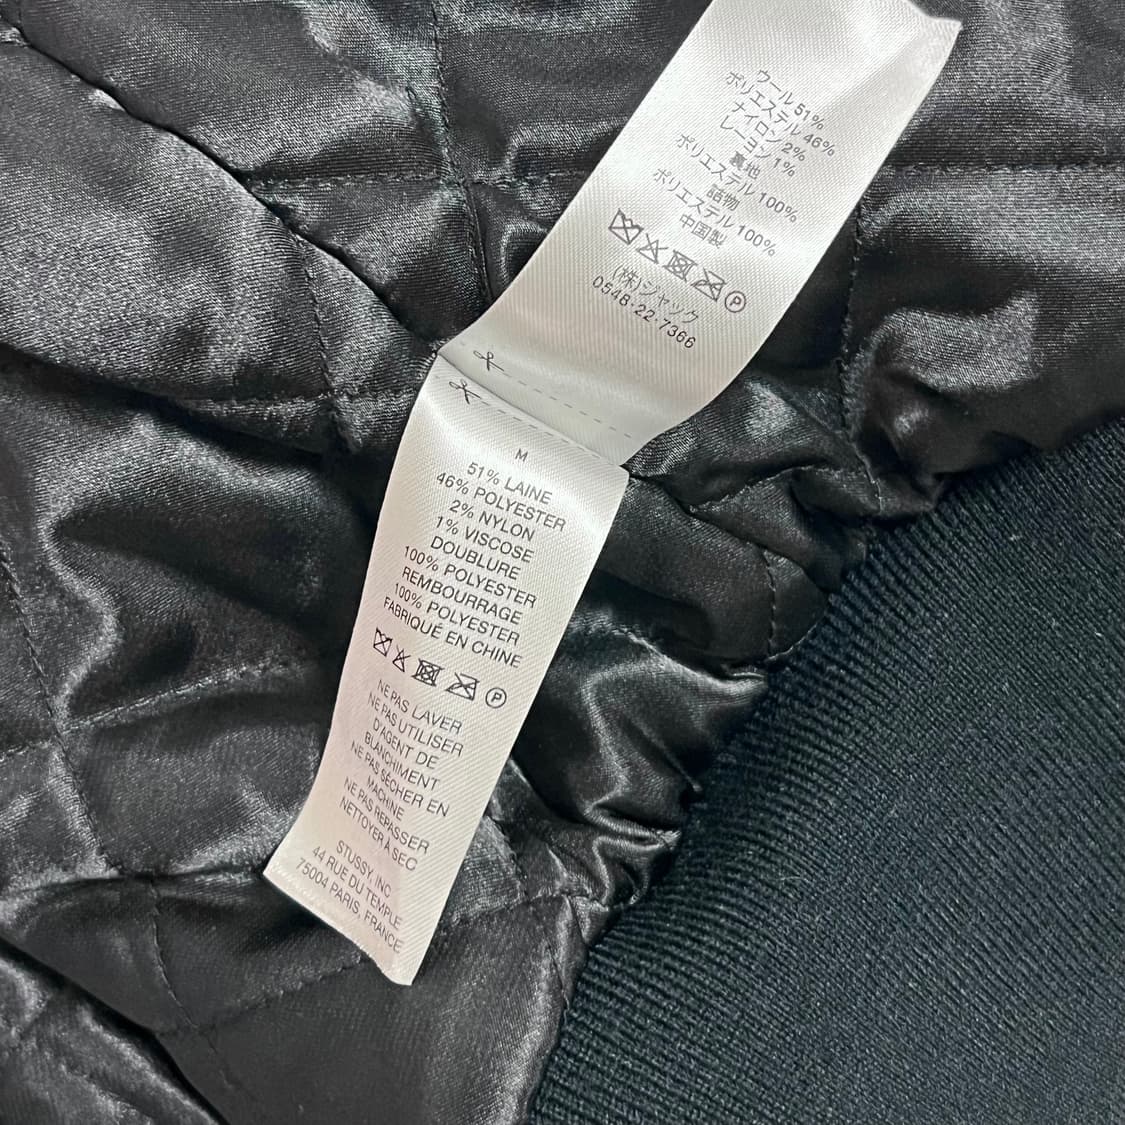 ウール 51%
ポリエステル 46%
ナイロン 2%
レーヨン 1%
裏地
ポリエステル 100%
詰物
ポリエステル 100%
中国製
P
(株)ジャック
0548·22·7366
M
51% LAINE
46% POLYESTER
2% NYLON
1% VISCOSE
DOUBLURE
100% POLYESTER
REMBOURRAGE
100% POLYESTER
FABRIQUÉ EN CHINE
P
NE PAS LAVER
NE PAS UTILISER
D'AGENT DE
BLANCHIMENT
NE PAS SÉCHER EN
MACHINE
NE PAS REPASSER
NETTOYER À SEC
STUSSY, INC
44 RUE DU TEMPLE
75004 PARIS, FRANCE